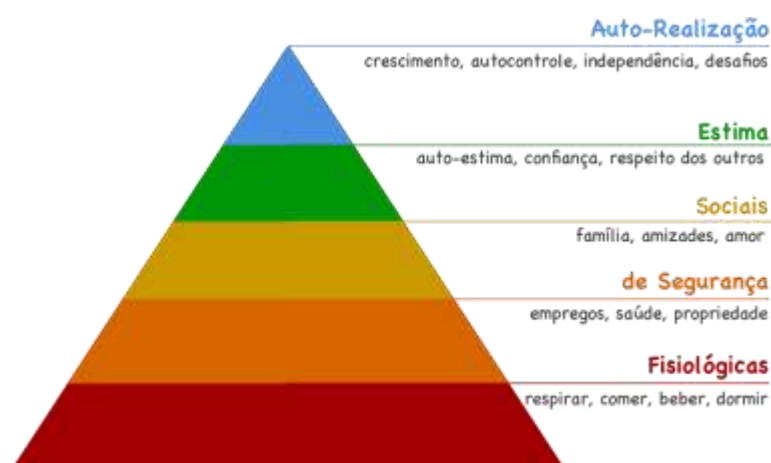 Auto-Realização
crescimento, autocontrole, independência, desafios
Estima
auto-estima, confiança, respeito dos outros
Sociais
família, amizades, amor
de Segurança
empregos, saúde, propriedade
Fisiológicas
respirar, comer, beber, dormir